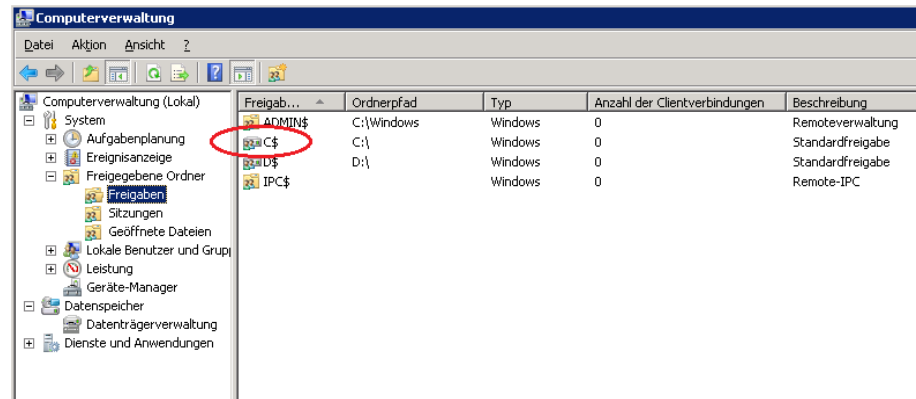 Computerverwaltung
Datei Aktion Ansicht ?
Computerverwaltung (Lokal)
System
Aufgabenplanung
Ereignisanzeige
Freigegebene Ordner
Freigaben
Sitzungen
Geöffnete Dateien
Lokale Benutzer und Grupp
Leistung
Geräte-Manager
Datenspeicher
Datenträgerverwaltung
Dienste und Anwendungen
Freigab... Ordnerpfad Typ Anzahl der Clientverbindungen Beschreibung
ADMIN$ C:\Windows Windows 0 Remoteverwaltung
C$ C:\ Windows 0 Standardfreigabe
D$ D:\ Windows 0 Standardfreigabe
IPC$ Windows 0 Remote-IPC